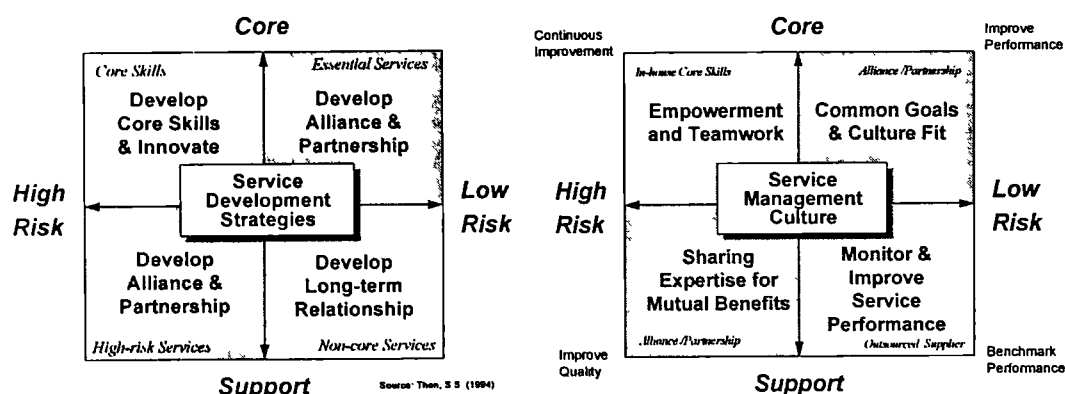 Core
Core Skills
Essential Services
Develop
Core Skills
& Innovate
Develop
Alliance &
Partnership
High
Risk
Service
Development
Strategies
Low
Risk
Develop
Alliance &
Partnership
Develop
Long-term
Relationship
High-risk Services
Non-core Services
Support
Source: Then, S S (1994)
Continuous
Improvement
Core
Improve
Performance
In-house Core Skills
Alliance/Partnership
Empowerment
and Teamwork
Common Goals
& Culture Fit
High
Risk
Service
Management
Culture
Low
Risk
Sharing
Expertise for
Mutual Benefits
Monitor &
Improve
Service
Performance
Alliance/Partnership
Outsourced Supplier
Improve
Quality
Support
Benchmark
Performance